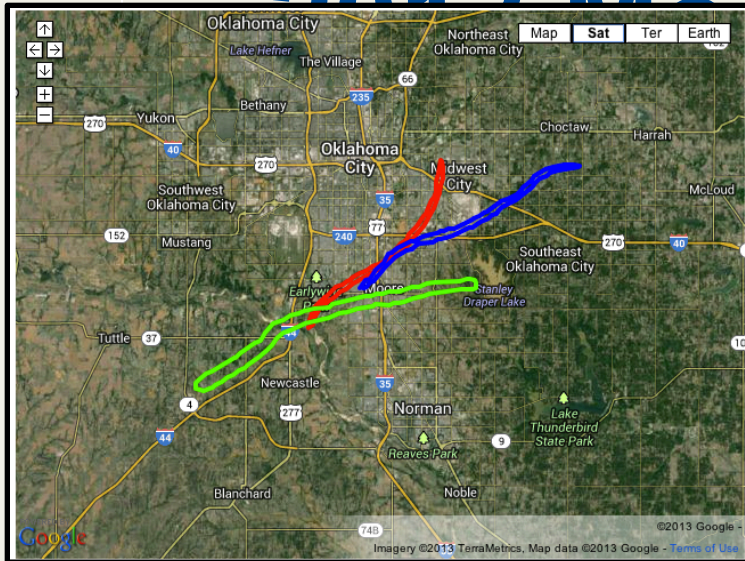 Oklahoma City
Northeast
Oklahoma City
Map
Sat
Ter
Earth
Lake Hefner
The Village
66
235
Bethany
Yukon
270
40
Choctaw
Harrah
Oklahoma
City
270
Midwest
City
McLoud
Southwest
Oklahoma City
35
77
152
240
270
40
Mustang
Southeast
Oklahoma City
Moore
Stanley
Draper Lake
Tuttle
37
44
Newcastle
35
4
277
Norman
Lake
Thunderbird
State Park
44
9
Reaves Park
Blanchard
Noble
74B
Google
©2013 Google -
Imagery ©2013 TerraMetrics, Map data ©2013 Google - Terms of Use